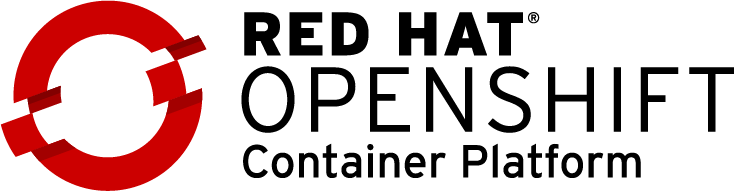 RED HAT®
OPENSHIFT
Container Platform